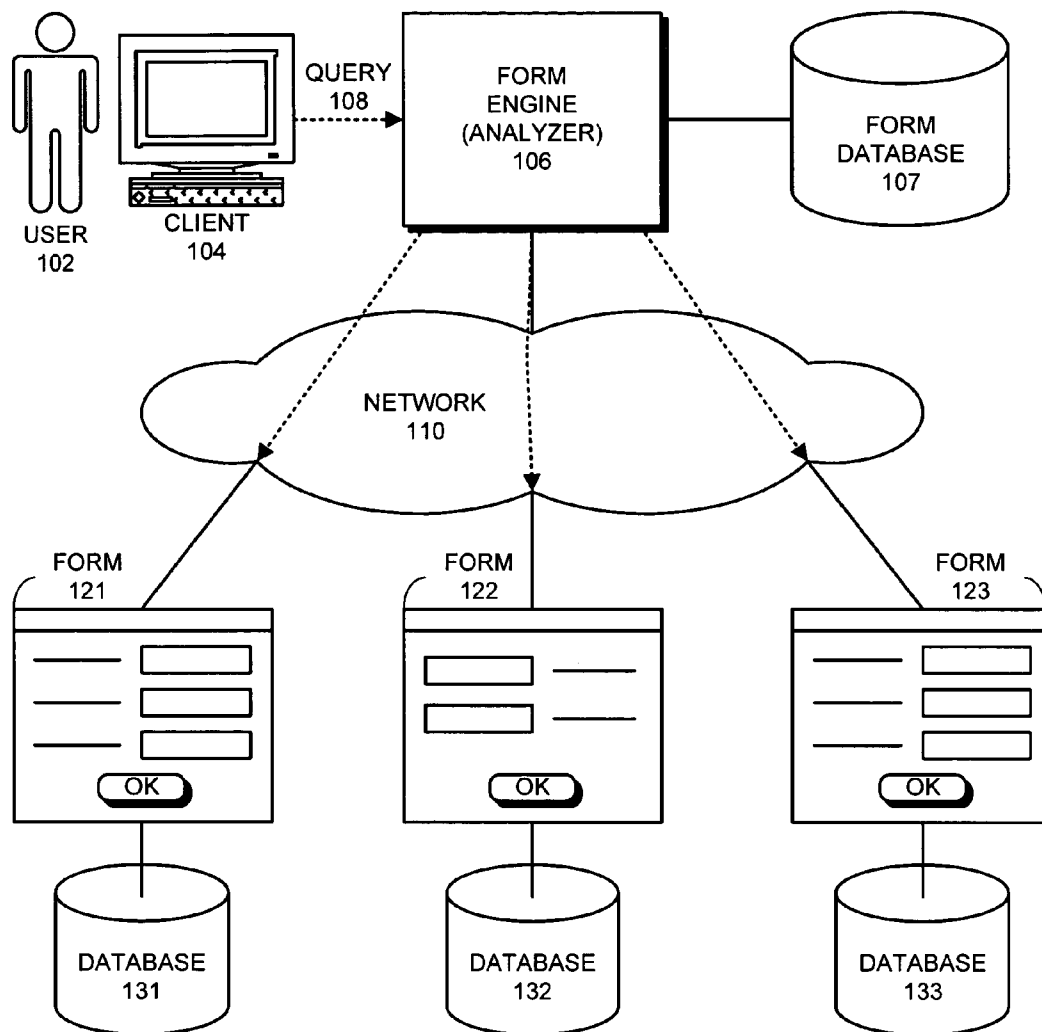 QUERY
108
FORM
ENGINE
(ANALYZER)
106
FORM
DATABASE
107
USER
102
CLIENT
104
NETWORK
110
FORM
121
FORM
122
FORM
123
OK
OK
OK
DATABASE
131
DATABASE
132
DATABASE
133